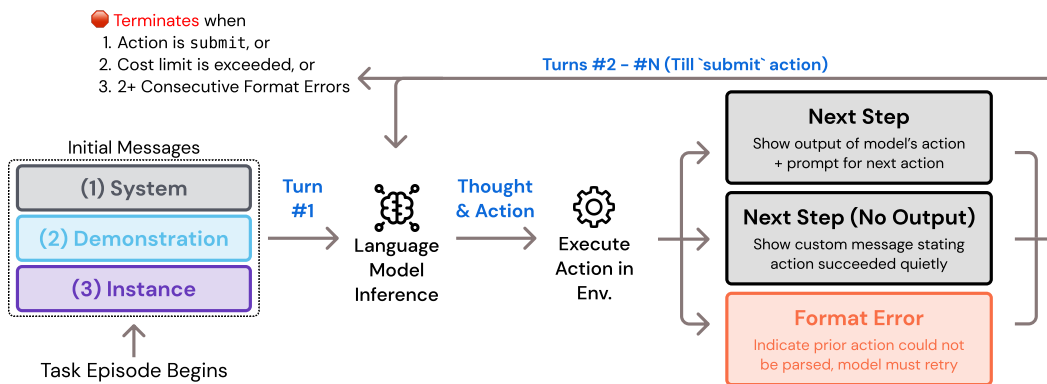 Terminates when
1. Action is submit, or
2. Cost limit is exceeded, or
3. 2+ Consecutive Format Errors
Turns #2 - #N (Till `submit` action)
Initial Messages
(1) System
(2) Demonstration
(3) Instance
Task Episode Begins
Turn
#1
Language
Model
Inference
Thought
& Action
Execute
Action in
Env.
Next Step
Show output of model's action
+ prompt for next action
Next Step (No Output)
Show custom message stating
action succeeded quietly
Format Error
Indicate prior action could not
be parsed, model must retry